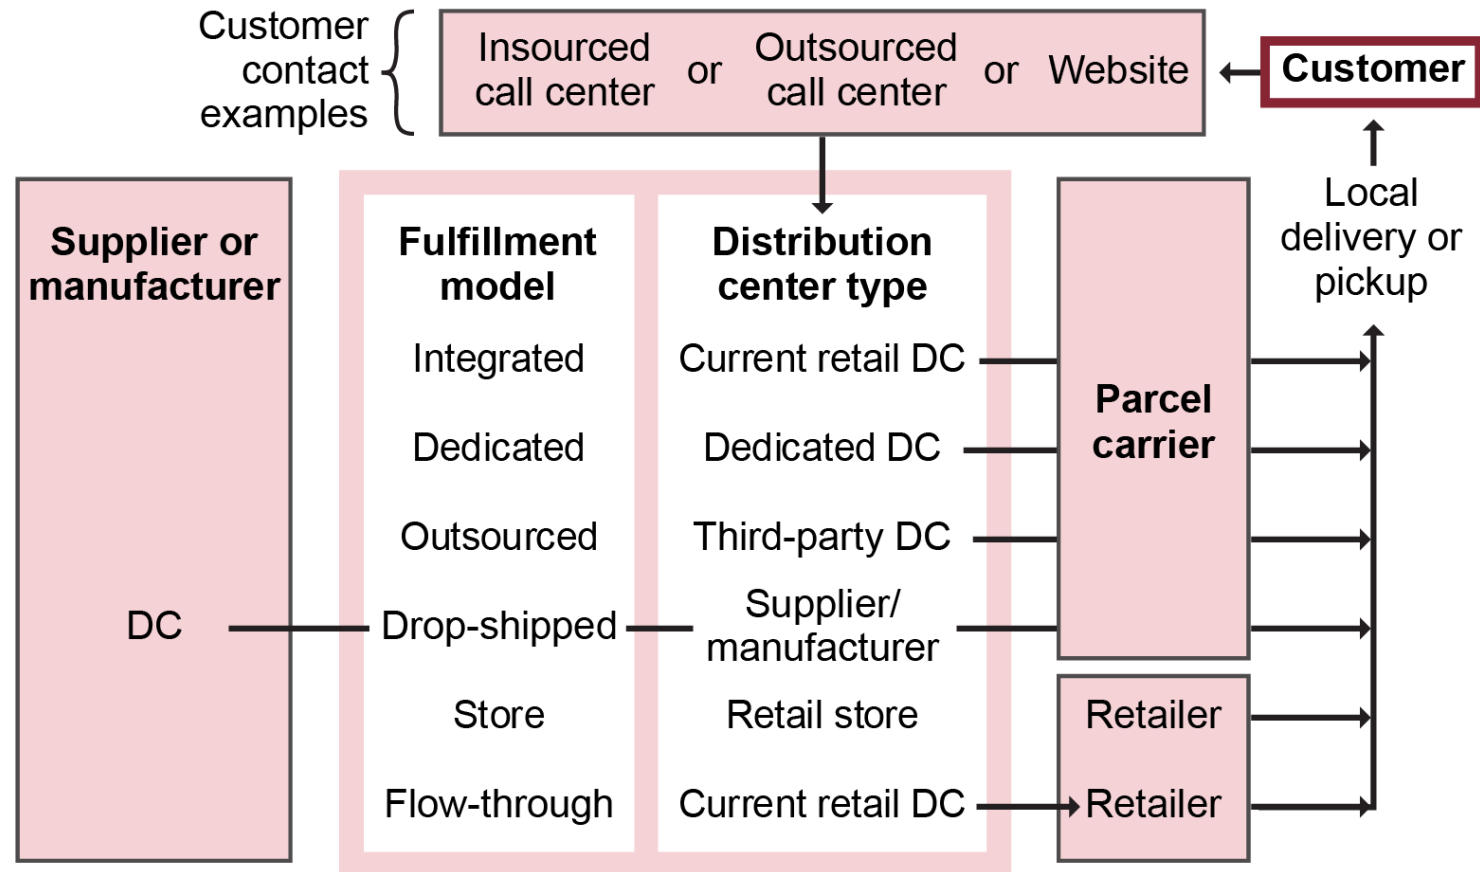 Customer
contact
examples
Insourced
call center
or
Outsourced
call center
or
Website
Customer
Supplier or
manufacturer
Fulfillment
model
Distribution
center type
Local
delivery or
pickup
Integrated
Current retail DC
Parcel
carrier
Dedicated
Dedicated DC
Outsourced
Third-party DC
DC
Drop-shipped
Supplier/
manufacturer
Store
Retail store
Retailer
Flow-through
Current retail DC
Retailer